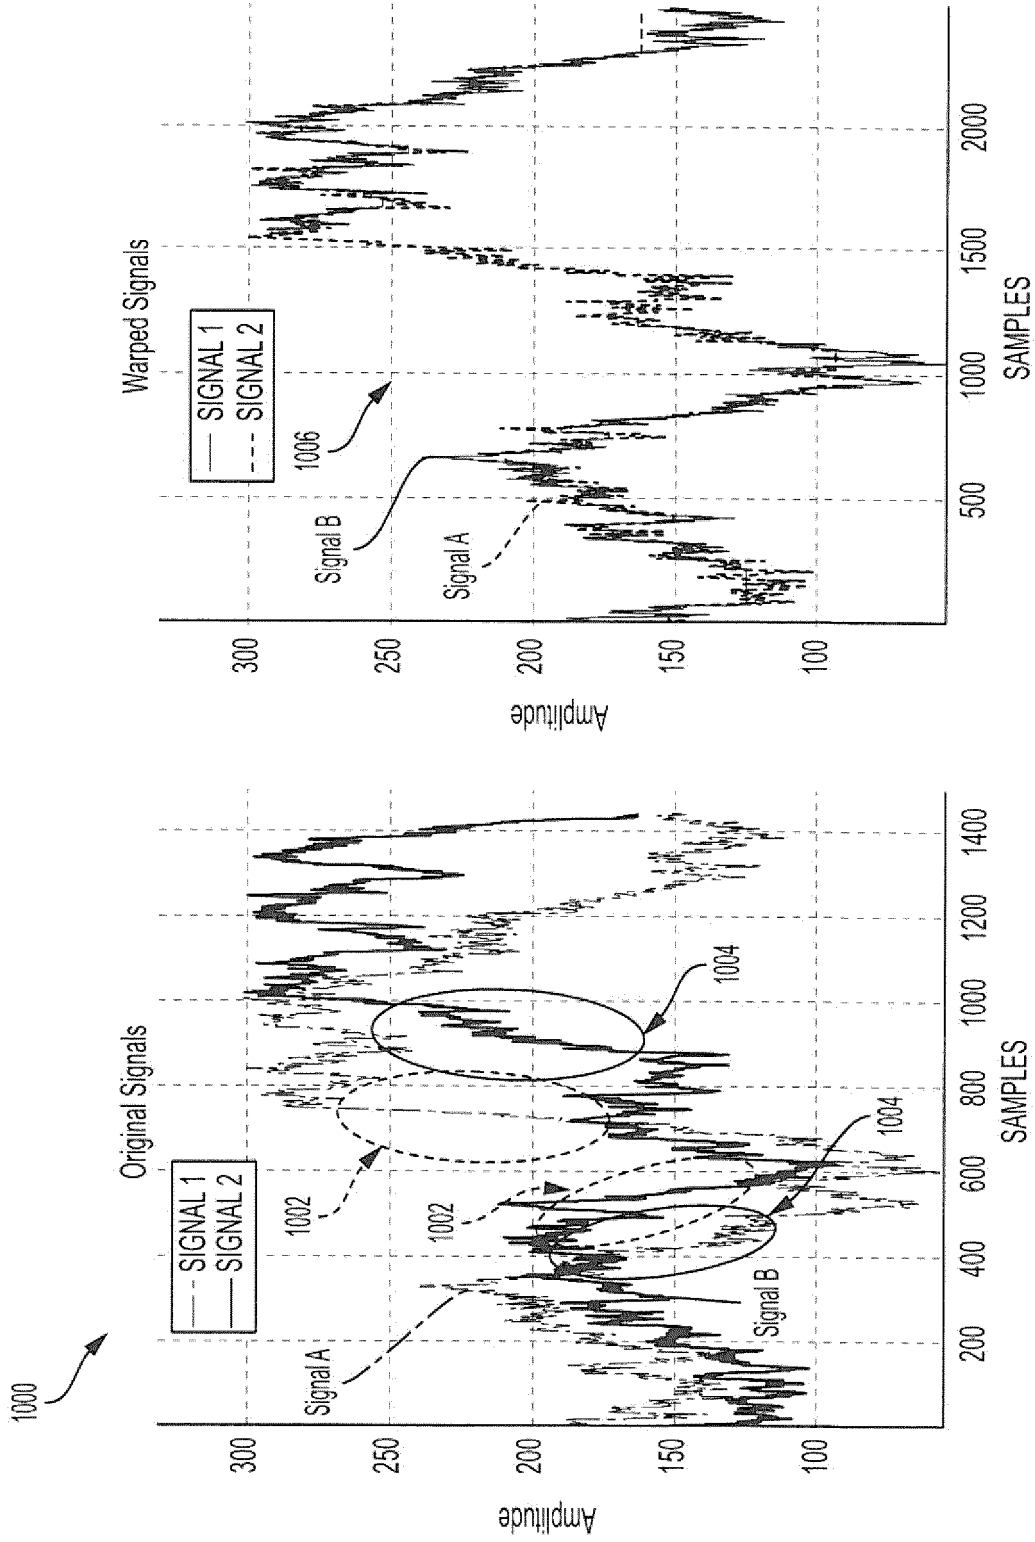 1000
Original Signals
SIGNAL 1
SIGNAL 2
Signal A
1002
1002
1004
1004
Signal B
Amplitude
300
250
200
150
100
200
400
600
800
1000
1200
1400
SAMPLES
Warped Signals
SIGNAL 1
SIGNAL 2
1006
Signal B
Signal A
Amplitude
300
250
200
150
100
500
1000
1500
2000
SAMPLES